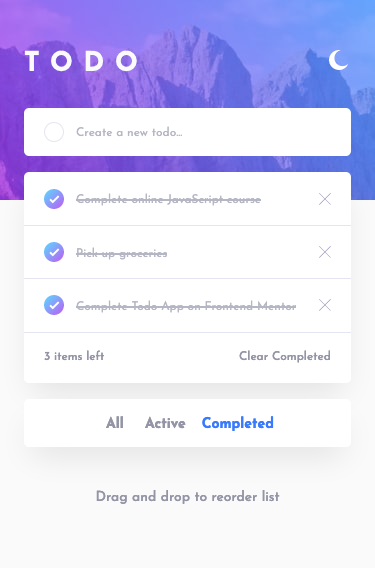 TODO
Create a new todo...
Complete online JavaScript course
Pick up groceries
Complete Todo App on Frontend Mentor
3 items left
Clear Completed
All
Active
Completed
Drag and drop to reorder list